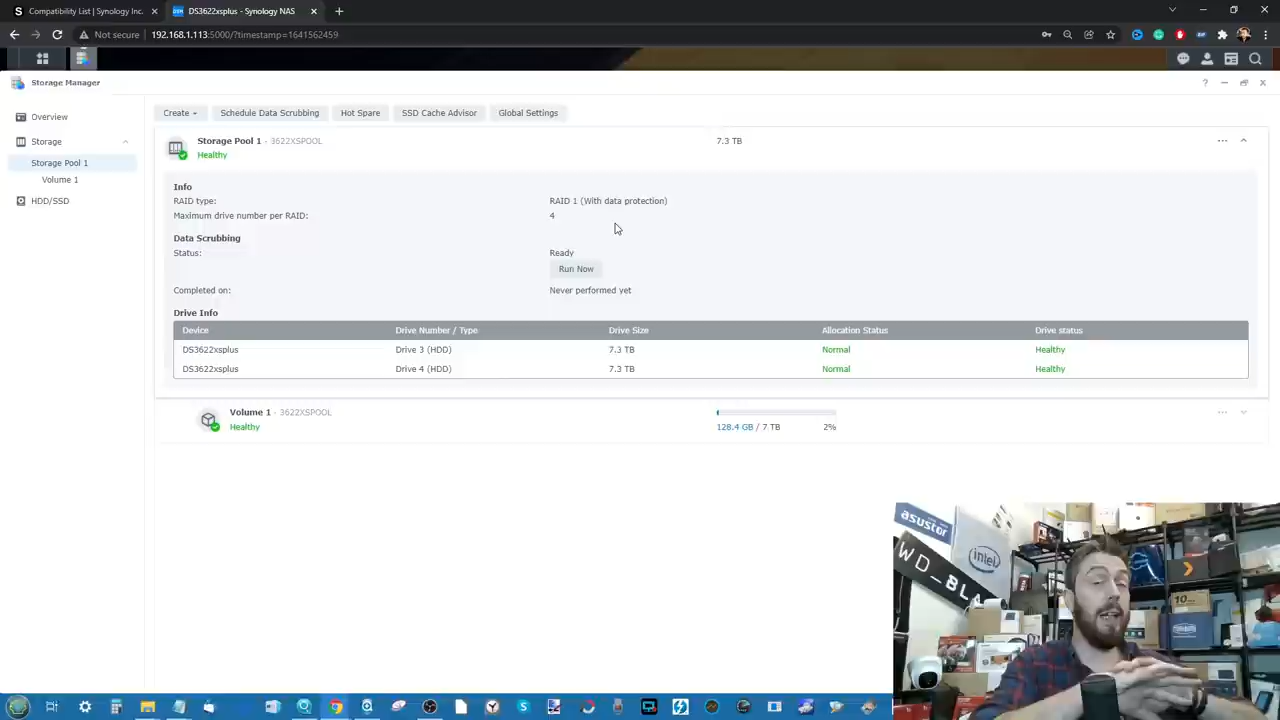 Compatibility List | Synology Inc.
DS3622xsplus - Synology NAS
Not secure
192.168.1.113:5000/?timestamp=1641562459
Storage Manager
Overview
Storage
Storage Pool 1
Volume 1
HDD/SSD
Create
Schedule Data Scrubbing
Hot Spare
SSD Cache Advisor
Global Settings
Storage Pool 1 - 3622XSPOOL
7.3 TB
Healthy
Info
RAID type:
RAID 1 (With data protection)
Maximum drive number per RAID:
4
Data Scrubbing
Status:
Ready
Run Now
Completed on:
Never performed yet
Drive Info
Device Drive Number / Type Drive Size Allocation Status Drive status
DS3622xsplus Drive 3 (HDD) 7.3 TB Normal Healthy
DS3622xsplus Drive 4 (HDD) 7.3 TB Normal Healthy
Volume 1 - 3622XSPOOL
Healthy
128.4 GB / 7 TB 2%
asustor
intel
WD_BLA